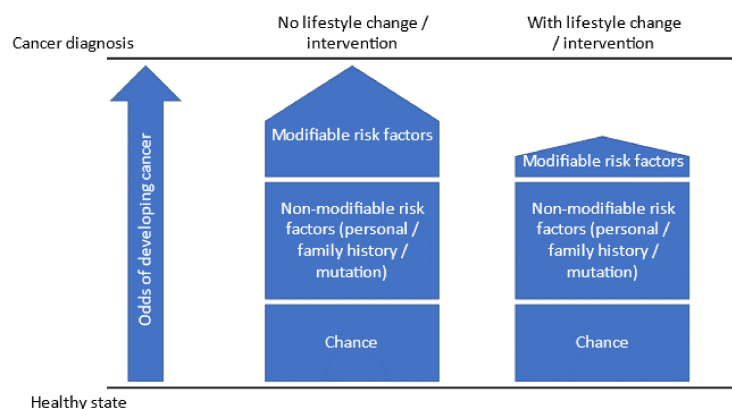 No lifestyle change /
intervention
With lifestyle change
/ intervention
Cancer diagnosis
Odds of developing cancer
Modifiable risk factors
Non-modifiable risk
factors (personal /
family history /
mutation)
Chance
Modifiable risk factors
Non-modifiable risk
factors (personal /
family history /
mutation)
Chance
Healthy state